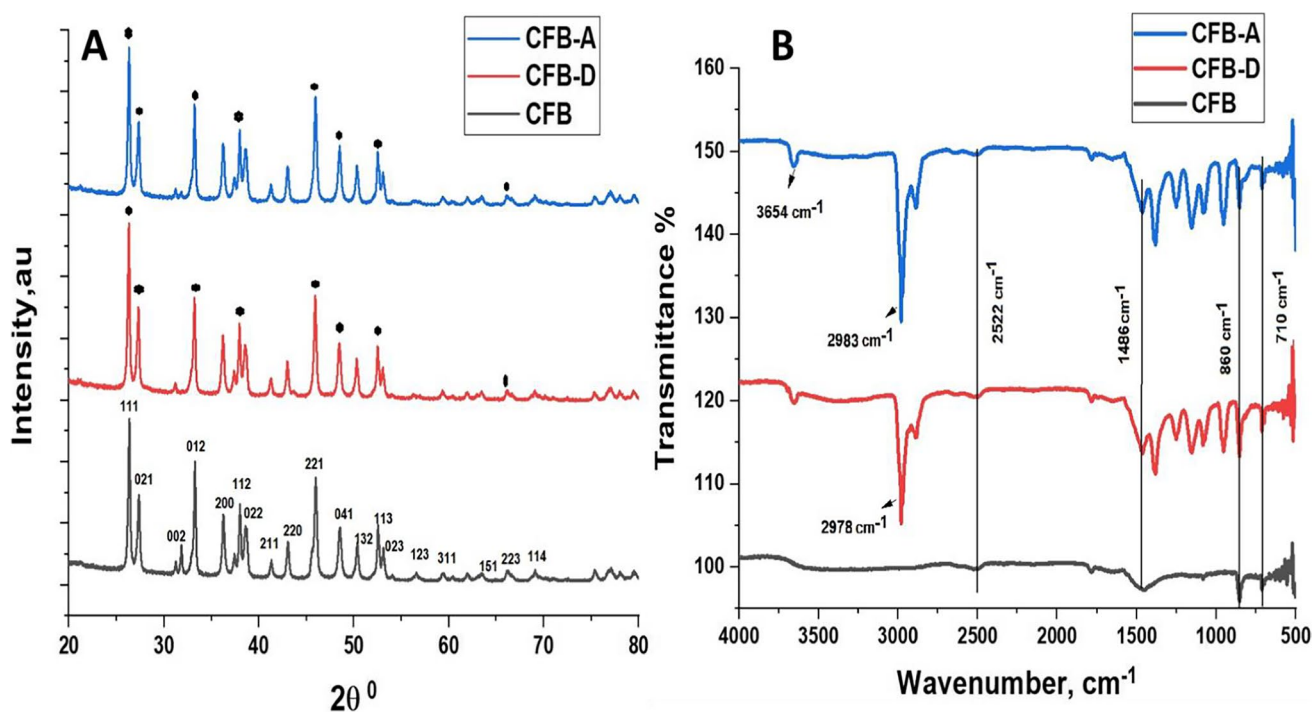 A
CFB-A
CFB-D
CFB
Intensity,au
111
021
002
012
200
112
022
211
220
221
041
132
113
023
123
311
151
223
114
20
30
40
50
60
70
80
2θ 0
B
CFB-A
CFB-D
CFB
Transmittance %
160
150
140
130
120
110
100
3654 cm-1
2983 cm-1
2522 cm-1
1486 cm-1
860 cm-1
710 cm-1
2978 cm-1
4000
3500
3000
2500
2000
1500
1000
500
Wavenumber, cm-1